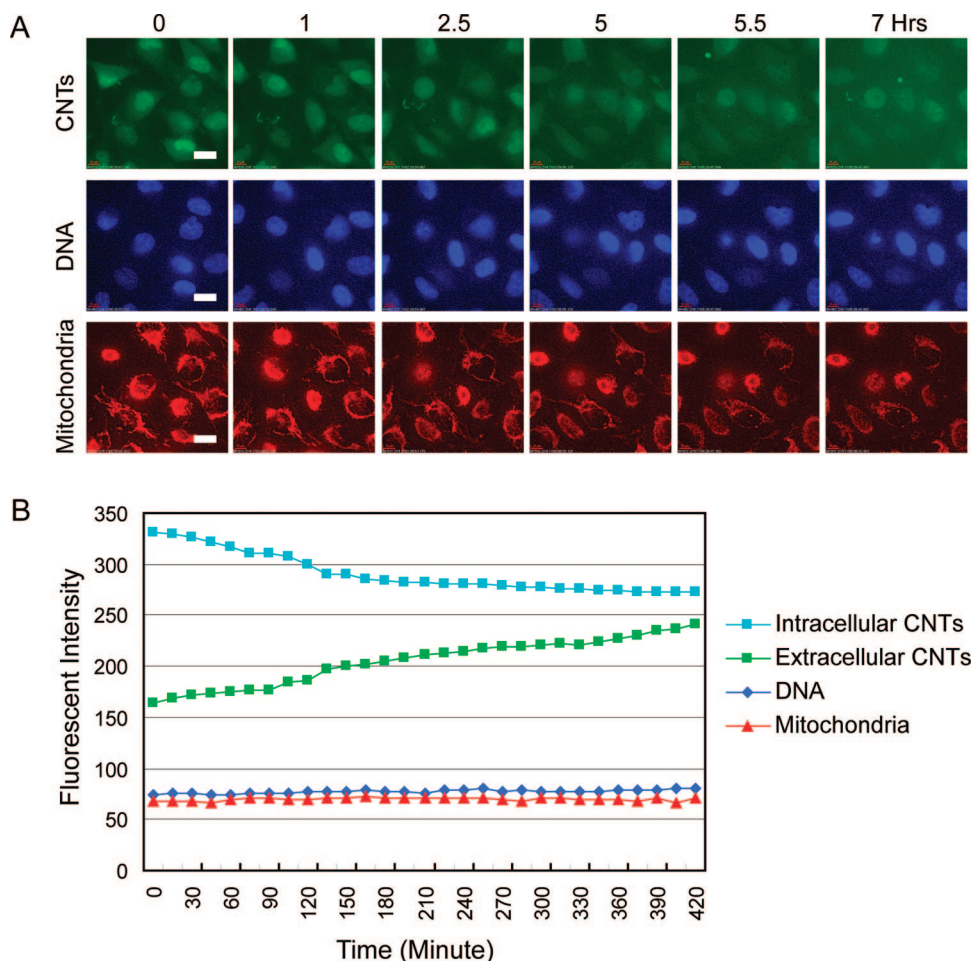 A
0 1 2.5 5 5.5 7 Hrs
CNTs
DNA
Mitochondria
B
350
300
250
200
150
100
50
0
Fluorescent Intensity
0 30 60 90 120 150 180 210 240 270 300 330 360 390 420
Time (Minute)
Intracellular CNTs
Extracellular CNTs
DNA
Mitochondria